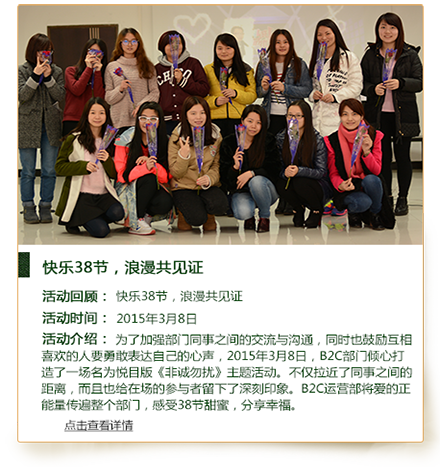 快乐38节，浪漫共见证
活动回顾： 快乐38节，浪漫共见证
活动时间： 2015年3月8日
活动介绍： 为了加强部门同事之间的交流与沟通，同时也鼓励互相
喜欢的人要勇敢表达自己的心声，2015年3月8日，B2C部门倾心打
造了一场名为悦目版《非诚勿扰》主题活动。不仅拉近了同事之间的
距离，而且也给在场的参与者留下了深刻印象。B2C运营部将爱的正
能量传遍整个部门，感受38节甜蜜，分享幸福。
点击查看详情